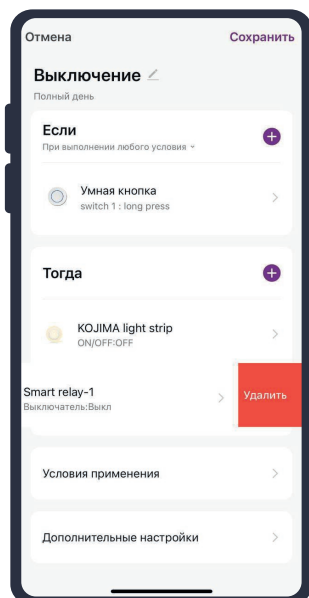 Отмена Сохранить
Выключение
Полный день
Если
При выполнении любого условия
Умная кнопка
switch 1 : long press
Тогда
KOJIMA light strip
ON/OFF:OFF
Smart relay-1
Выключатель:Выкл
Удалить
Условия применения
Дополнительные настройки